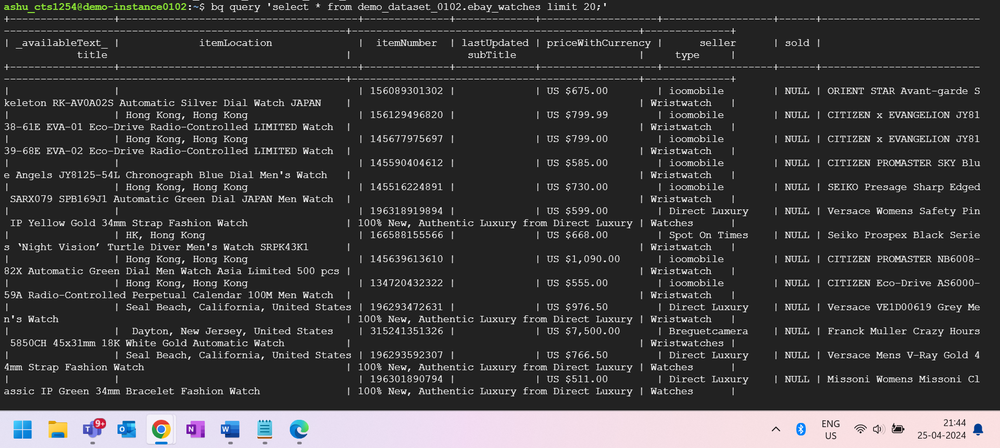 ashu_cts1254@demo-instance0102:~$ bq query 'select * from demo_dataset_0102.ebay_watches limit 20;'
+-----------------+---------------------------------------+--------------+-------------+-------------------+------------------+------+--------------------------
--------------------------------------------------------+-----------------------------------------------+--------------+
| _availableText_ |             itemLocation              |  itemNumber  | lastUpdated | priceWithCurrency |      seller      | sold |
            title                                       |                   subTitle                    |     type     |
+-----------------+---------------------------------------+--------------+-------------+-------------------+------------------+------+--------------------------
--------------------------------------------------------+-----------------------------------------------+--------------+
|                 |                                       | 156089301302 |             | US $675.00        | ioomobile        | NULL | ORIENT STAR Avant-garde S
keleton RK-AV0A02S Automatic Silver Dial Watch JAPAN    |                                               | Wristwatch   |
|                 | Hong Kong, Hong Kong                  | 156129496820 |             | US $799.99        | ioomobile        | NULL | CITIZEN x EVANGELION JY81
38-61E EVA-01 Eco-Drive Radio-Controlled LIMITED Watch  |                                               | Wristwatch   |
|                 | Hong Kong, Hong Kong                  | 145677975697 |             | US $799.00        | ioomobile        | NULL | CITIZEN x EVANGELION JY81
39-68E EVA-02 Eco-Drive Radio-Controlled LIMITED Watch  |                                               | Wristwatch   |
|                 |                                       | 145590404612 |             | US $585.00        | ioomobile        | NULL | CITIZEN PROMASTER SKY Blu
e Angels JY8125-54L Chronograph Blue Dial Men's Watch   |                                               | Wristwatch   |
|                 | Hong Kong, Hong Kong                  | 145516224891 |             | US $730.00        | ioomobile        | NULL | SEIKO Presage Sharp Edged
 SARX079 SPB169J1 Automatic Green Dial JAPAN Men Watch  |                                               | Wristwatch   |
|                 |                                       | 196318919894 |             | US $599.00        | Direct Luxury    | NULL | Versace Womens Safety Pin
 IP Yellow Gold 34mm Strap Fashion Watch                | 100% New, Authentic Luxury from Direct Luxury | Watches      |
|                 | HK, Hong Kong                         | 166588155566 |             | US $668.00        | Spot On Times    | NULL | Seiko Prospex Black Serie
s ‘Night Vision’ Turtle Diver Men's Watch SRPK43K1      |                                               | Wristwatch   |
|                 | Hong Kong, Hong Kong                  | 145639613610 |             | US $1,090.00      | ioomobile        | NULL | CITIZEN PROMASTER NB6008-
82X Automatic Green Dial Men Watch Asia Limited 500 pcs |                                               | Wristwatch   |
|                 | Hong Kong, Hong Kong                  | 134720432322 |             | US $555.00        | ioomobile        | NULL | CITIZEN Eco-Drive AS6000-
59A Radio-Controlled Perpetual Calendar 100M Men Watch  |                                               | Wristwatch   |
|                 | Seal Beach, California, United States | 196293472631 |             | US $976.50        | Direct Luxury    | NULL | Versace VE1D00619 Grey Me
n's Watch                                               | 100% New, Authentic Luxury from Direct Luxury | Wristwatch   |
|                 |  Dayton, New Jersey, United States    | 315241351326 |             | US $7,500.00      | Breguetcamera    | NULL | Franck Muller Crazy Hours
 5850CH 45x31mm 18K White Gold Automatic Watch          |                                               | Wristwatches |
|                 | Seal Beach, California, United States | 196293592307 |             | US $766.50        | Direct Luxury    | NULL | Versace Mens V-Ray Gold 4
4mm Strap Fashion Watch                                 | 100% New, Authentic Luxury from Direct Luxury | Watches      |
|                 |                                       | 196301890794 |             | US $511.00        | Direct Luxury    | NULL | Missoni Womens Missoni Cl
assic IP Green 34mm Bracelet Fashion Watch              | 100% New, Authentic Luxury from Direct Luxury | Watches      |
T 9+ O N W
ENG
US
21:44
25-04-2024